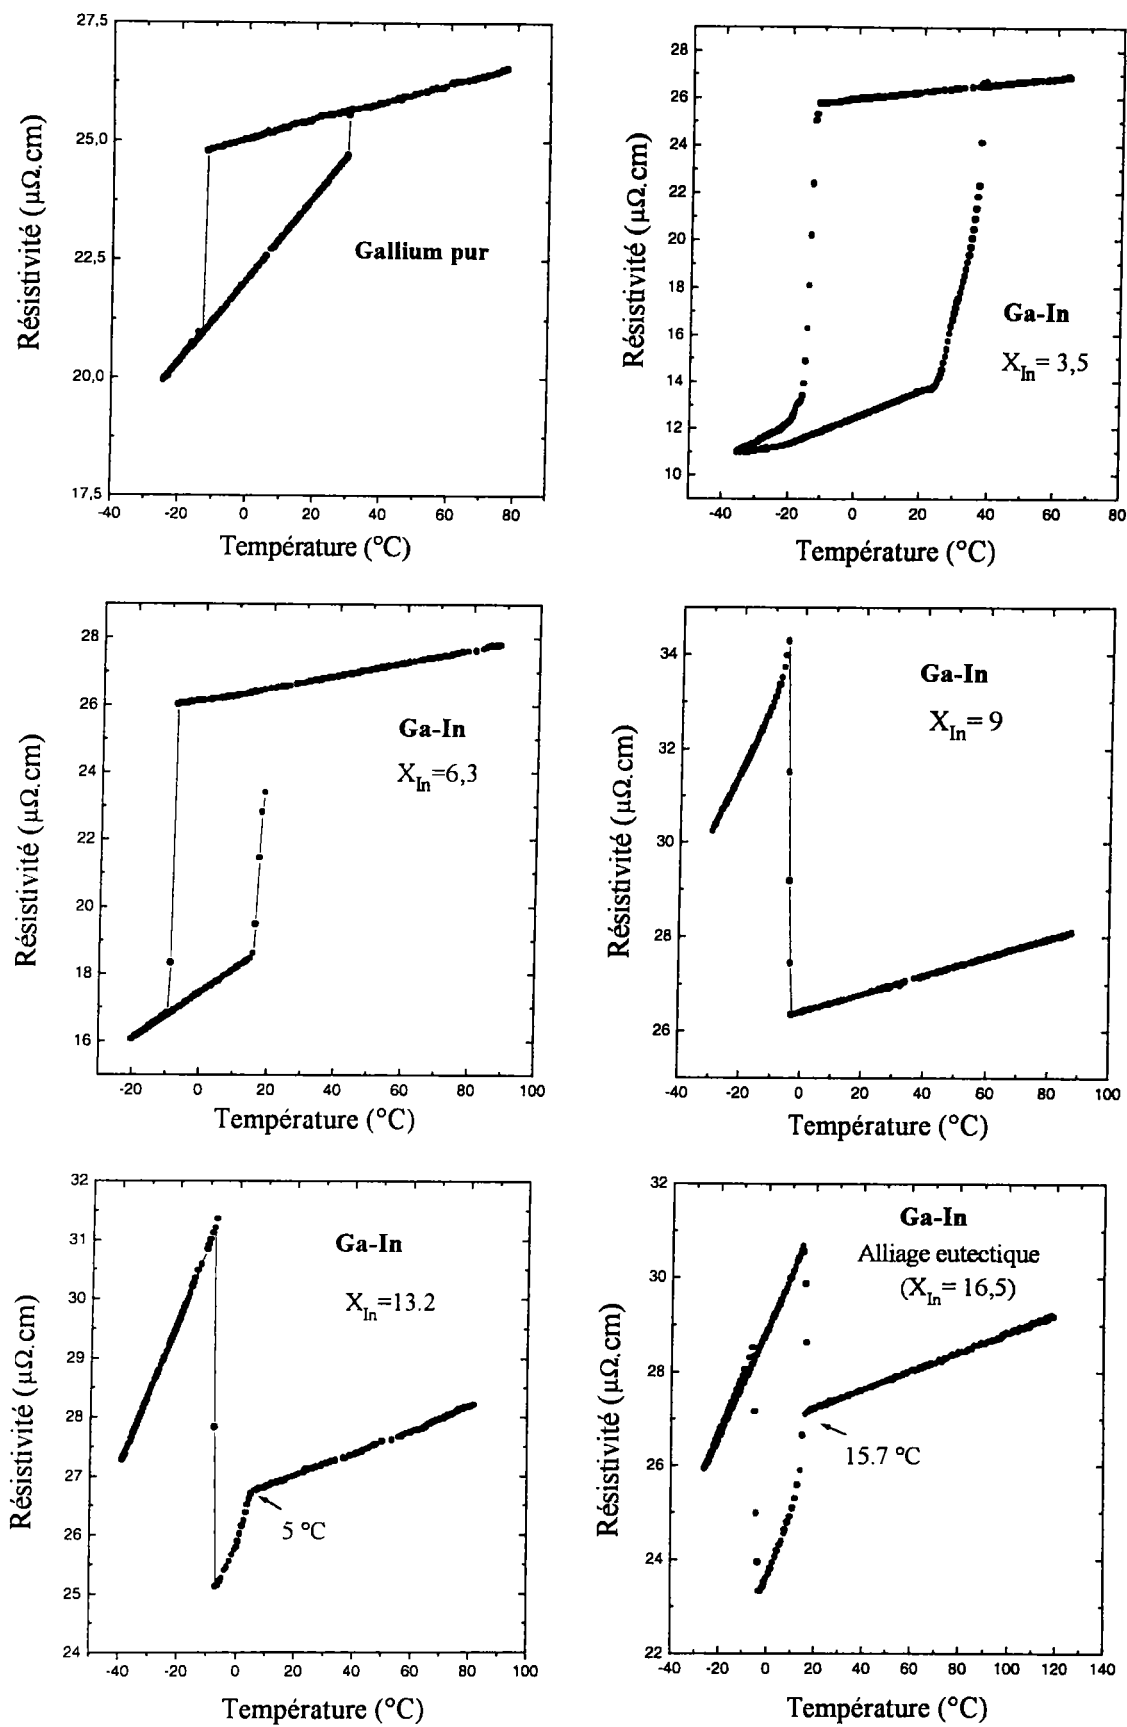 27,5
25,0
22,5
20,0
17,5
Résistivité (μΩ.cm)
Gallium pur
-40 -20 0 20 40 60 80
Température (°C)
28
26
24
22
20
18
16
14
12
10
Résistivité (μΩ.cm)
Ga-In
X_In= 3,5
-40 -20 0 20 40 60 80
Température (°C)
28
26
24
22
20
18
16
Résistivité (μΩ.cm)
Ga-In
X_In=6,3
-20 0 20 40 60 80 100
Température (°C)
34
32
30
28
26
Résistivité (μΩ.cm)
Ga-In
X_In= 9
-40 -20 0 20 40 60 80 100
Température (°C)
32
31
30
29
28
27
26
25
24
Résistivité (μΩ.cm)
Ga-In
X_In=13.2
5 °C
-40 -20 0 20 40 60 80 100
Température (°C)
32
30
28
26
24
22
Résistivité (μΩ.cm)
Ga-In
Alliage eutectique
(X_In= 16,5)
15.7 °C
-40 -20 0 20 40 60 80 100 120 140
Température (°C)